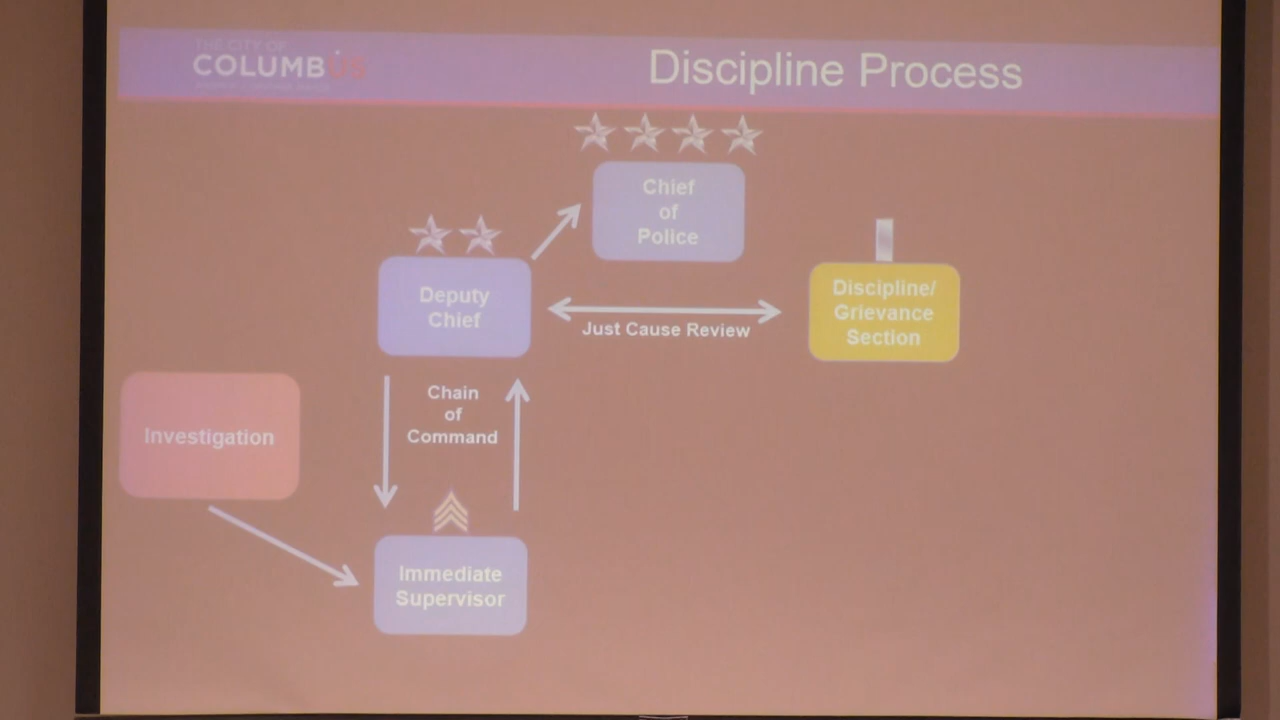 THE CITY OF
COLUMBUS
Discipline Process
Chief
of
Police
Deputy
Chief
Just Cause Review
Discipline/
Grievance
Section
Chain
of
Command
Investigation
Immediate
Supervisor